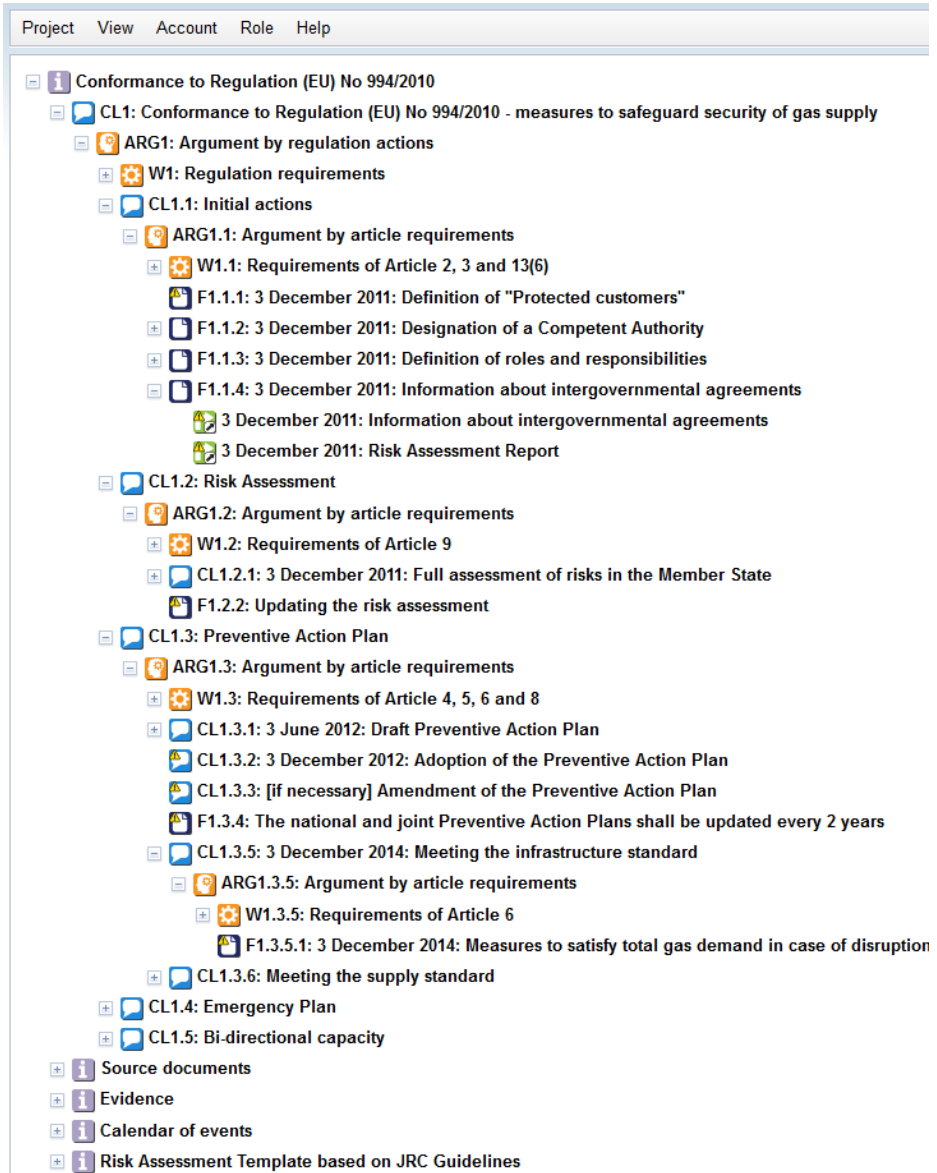 Project View Account Role Help
Conformance to Regulation (EU) No 994/2010
CL1: Conformance to Regulation (EU) No 994/2010 - measures to safeguard security of gas supply
ARG1: Argument by regulation actions
W1: Regulation requirements
CL1.1: Initial actions
ARG1.1: Argument by article requirements
W1.1: Requirements of Article 2, 3 and 13(6)
F1.1.1: 3 December 2011: Definition of "Protected customers"
F1.1.2: 3 December 2011: Designation of a Competent Authority
F1.1.3: 3 December 2011: Definition of roles and responsibilities
F1.1.4: 3 December 2011: Information about intergovernmental agreements
3 December 2011: Information about intergovernmental agreements
3 December 2011: Risk Assessment Report
CL1.2: Risk Assessment
ARG1.2: Argument by article requirements
W1.2: Requirements of Article 9
CL1.2.1: 3 December 2011: Full assessment of risks in the Member State
F1.2.2: Updating the risk assessment
CL1.3: Preventive Action Plan
ARG1.3: Argument by article requirements
W1.3: Requirements of Article 4, 5, 6 and 8
CL1.3.1: 3 June 2012: Draft Preventive Action Plan
CL1.3.2: 3 December 2012: Adoption of the Preventive Action Plan
CL1.3.3: [if necessary] Amendment of the Preventive Action Plan
F1.3.4: The national and joint Preventive Action Plans shall be updated every 2 years
CL1.3.5: 3 December 2014: Meeting the infrastructure standard
ARG1.3.5: Argument by article requirements
W1.3.5: Requirements of Article 6
F1.3.5.1: 3 December 2014: Measures to satisfy total gas demand in case of disruption
CL1.3.6: Meeting the supply standard
CL1.4: Emergency Plan
CL1.5: Bi-directional capacity
Source documents
Evidence
Calendar of events
Risk Assessment Template based on JRC Guidelines